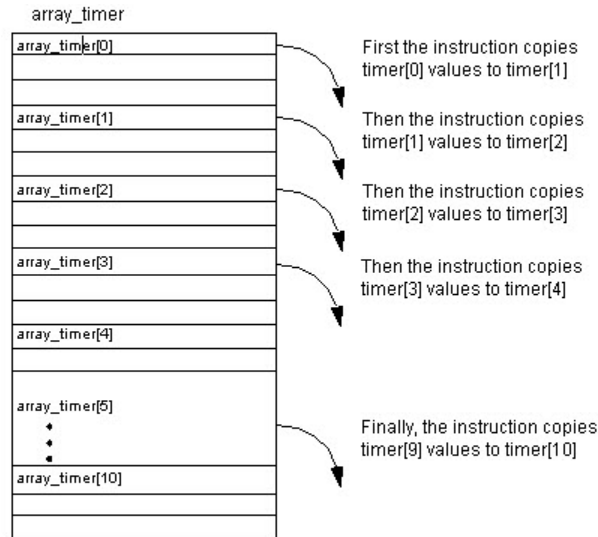 array_timer
array_timer[0]
First the instruction copies
timer[0] values to timer[1]
array_timer[1]
Then the instruction copies
timer[1] values to timer[2]
array_timer[2]
Then the instruction copies
timer[2] values to timer[3]
array_timer[3]
Then the instruction copies
timer[3] values to timer[4]
array_timer[4]
array_timer[5]
Finally, the instruction copies
timer[9] values to timer[10]
array_timer[10]